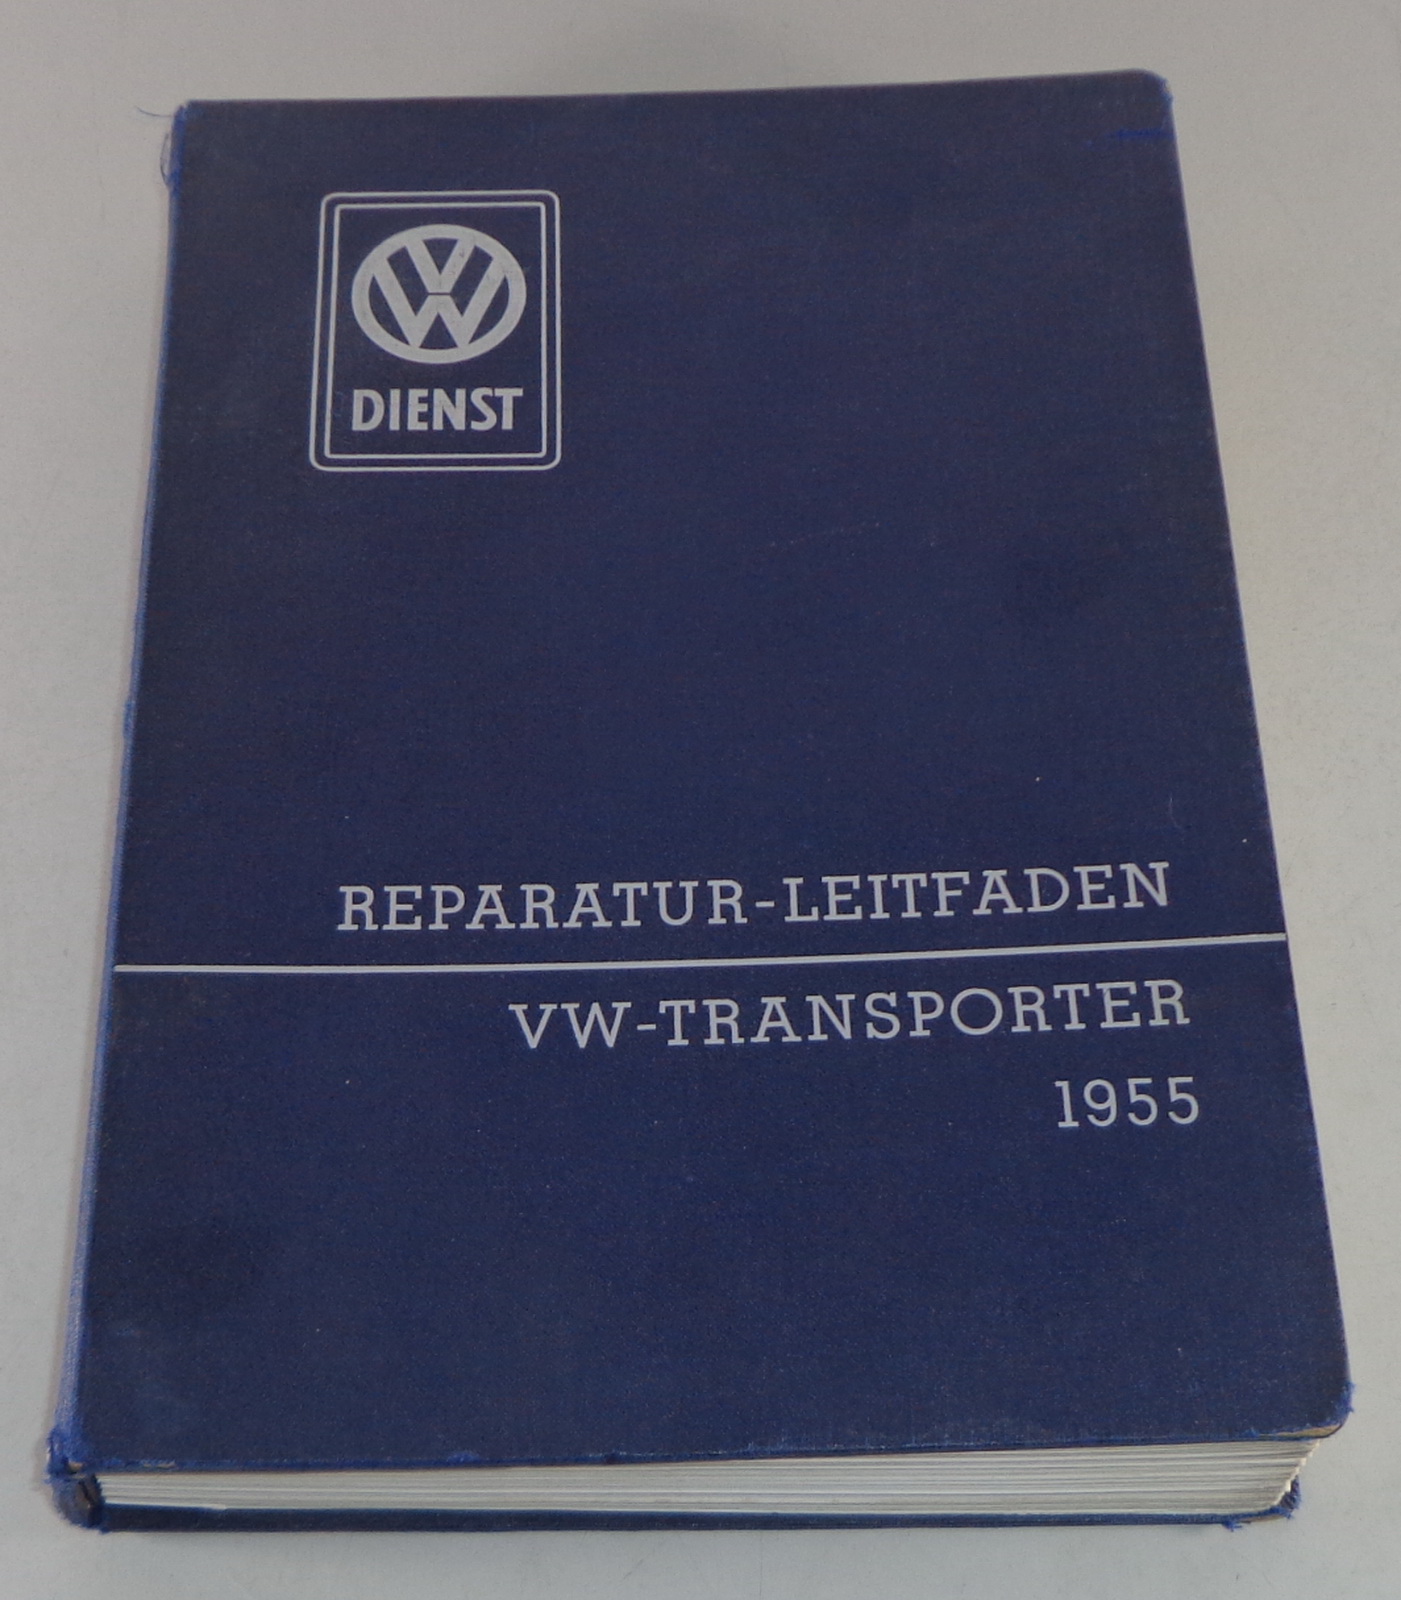 VW
DIENST
REPARATUR-LEITFADEN
VW-TRANSPORTER
1955